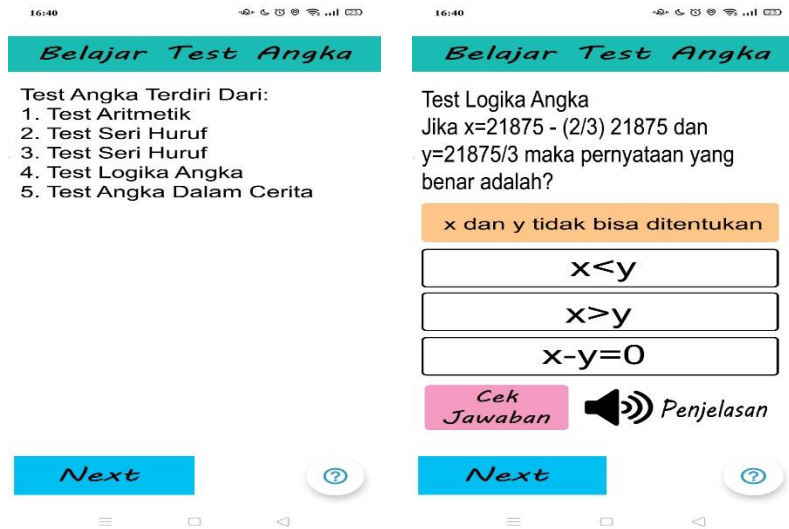 16:40
Belajar Test Angka
Test Angka Terdiri Dari:
1. Test Aritmetik
2. Test Seri Huruf
3. Test Seri Huruf
4. Test Logika Angka
5. Test Angka Dalam Cerita
Next
16:40
Belajar Test Angka
Test Logika Angka
Jika x=21875 - (2/3) 21875 dan
y=21875/3 maka pernyataan yang
benar adalah?
x dan y tidak bisa ditentukan
x<y
x>y
x-y=0
Cek
Jawaban
Penjelasan
Next